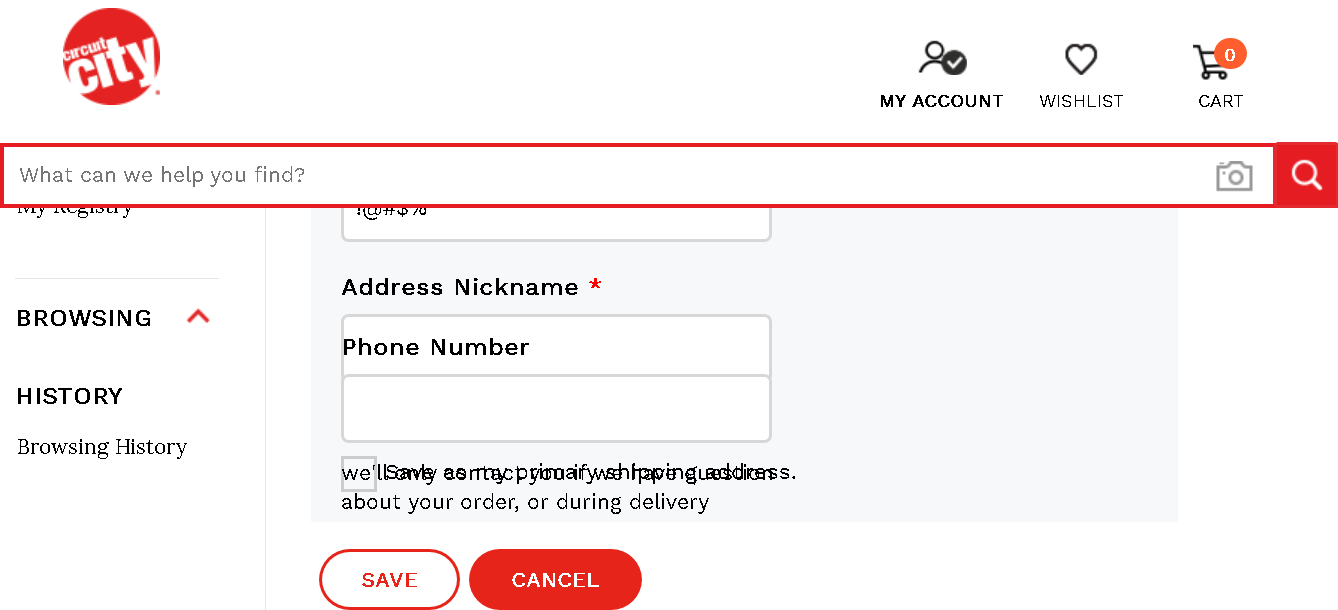 circuit
city
MY ACCOUNT
WISHLIST
0
CART
What can we help you find?
My Registry
!@#$%
Address Nickname *
BROWSING
Phone Number
HISTORY
Browsing History
Save as my primary shipping address.
we'll only contact you if we have question
about your order, or during delivery
SAVE
CANCEL